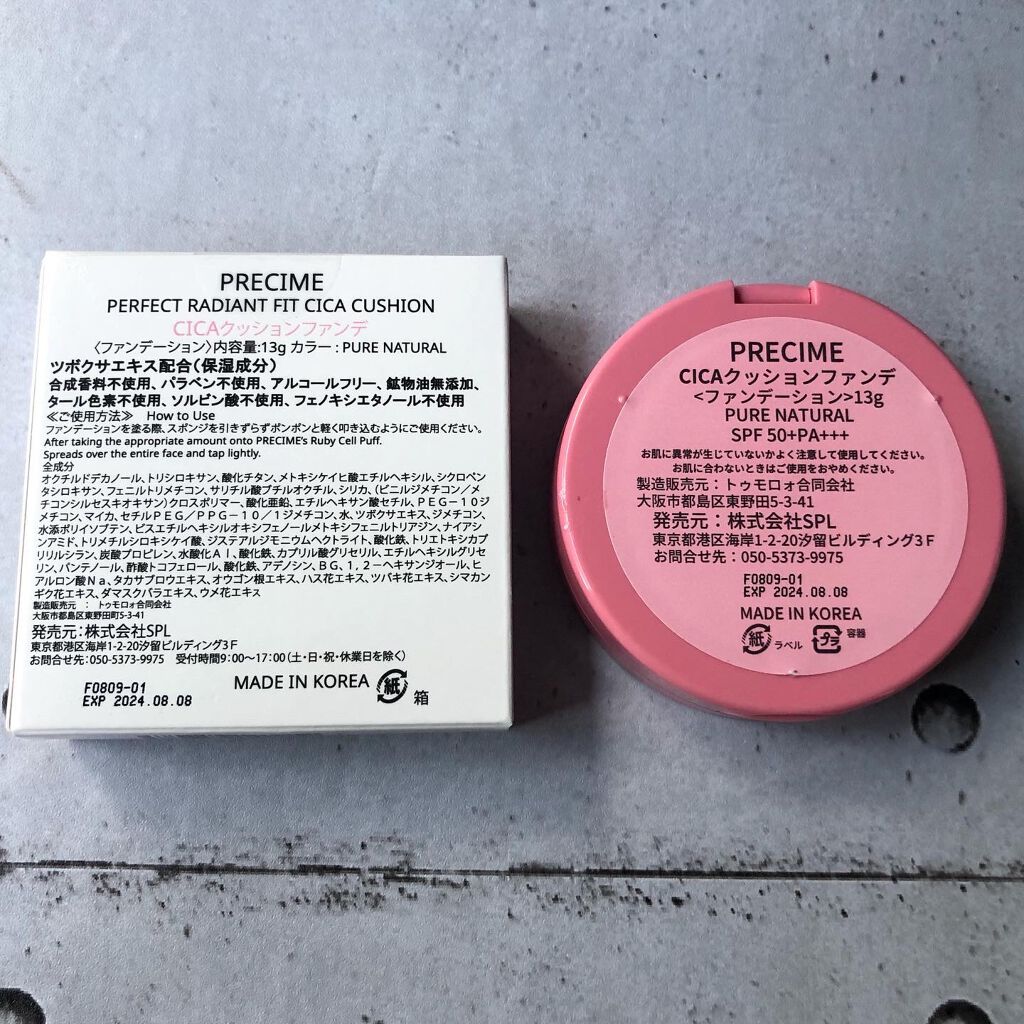 PRECIME
PERFECT RADIANT FIT CICA CUSHION
CICAクッションファンデ
〈ファンデーション〉内容量:13g カラー : PURE NATURAL
ツボクサエキス配合(保湿成分)
合成香料不使用、パラベン不使用、アルコールフリー、鉱物油無添加、
タール色素不使用、ソルビン酸不使用、フェノキシエタノール不使用
≪ご使用方法≫ How to Use
ファンデーションを塗る際、スポンジを引きずらずポンポンと軽く叩き込むようにご使用ください。
After taking the appropriate amount onto PRECIME's Ruby Cell Puff.
Spreads over the entire face and tap lightly.
全成分
オクチルドデカノール、トリシロキサン、酸化チタン、メトキシケイヒ酸エチルヘキシル、シクロペン
タシロキサン、フェニルトリメチコン、サリチル酸ブチルオクチル、シリカ、(ビニルジメチコン/メ
チコンシルセスキオキサン)クロスポリマー、酸化亜鉛、エチルヘキサン酸セチル、PEG-10ジ
メチコン、マイカ、セチルPEG/PPG-10/1ジメチコン、水、ツボクサエキス、ジメチコン、
水添ポリイソブテン、ビスエチルヘキシルオキシフェノールメトキシフェニルトリアジン、ナイアシ
ンアミド、トリメチルシロキシケイ酸、ジステアルジモニウムヘクトライト、酸化鉄、トリエトキシカプ
リリルシラン、炭酸プロピレン、水酸化AI、酸化鉄、カプリル酸グリセリル、エチルヘキシルグリセ
リン、パンテノール、酢酸トコフェロール、酸化鉄、アデノシン、BG、1,2-ヘキサンジオール、ヒ
アルロン酸Na、タカサブロウエキス、オウゴン根エキス、ハス花エキス、ツバキ花エキス、シマカン
ギク花エキス、ダマスクバラエキス、ウメ花エキス
製造販売元 : トゥモロォ合同会社
大阪市都島区東野田町5-3-41
発売元:株式会社SPL
東京都港区海岸1-2-20汐留ビルディング3F
お問合せ先:050-5373-9975 受付時間9:00~17:00(土・日・祝・休業日を除く)
F0809-01
EXP 2024.08.08
MADE IN KOREA 紙 箱
PRECIME
CICAクッションファンデ
<ファンデーション>13g
PURE NATURAL
SPF 50+PA+++
お肌に異常が生じていないかよく注意して使用してください。
お肌に合わないときはご使用をおやめください。
製造販売元:トゥモロォ合同会社
大阪市都島区東野田5-3-41
発売元:株式会社SPL
東京都港区海岸1-2-20汐留ビルディング3F
お問合せ先:050-5373-9975
F0809-01
EXP 2024.08.08
MADE IN KOREA
紙 ラベル プラ 容器